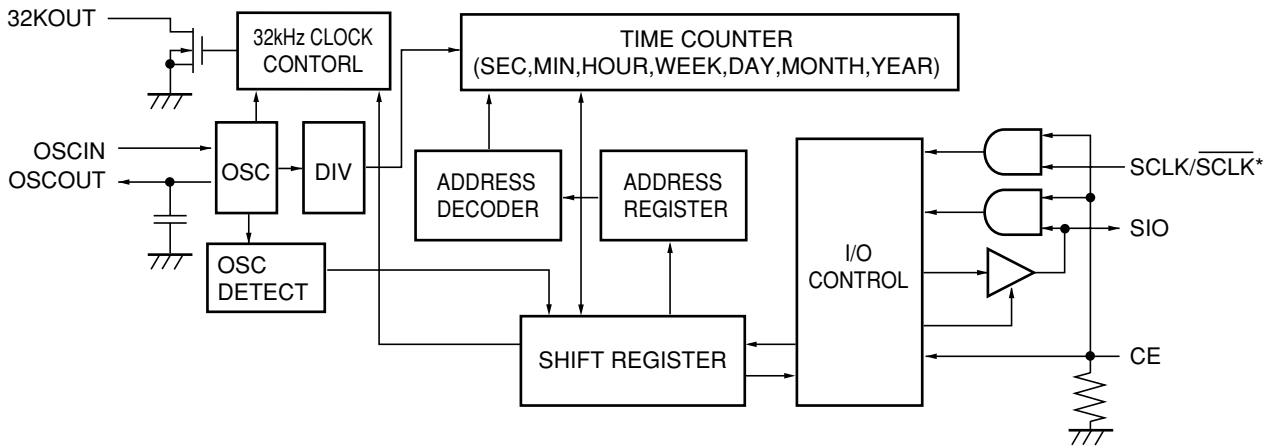 32KOUT
32kHz CLOCK
CONTORL
TIME COUNTER
(SEC,MIN,HOUR,WEEK,DAY,MONTH,YEAR)
OSCIN
OSCOUT
OSC
DIV
ADDRESS
DECODER
ADDRESS
REGISTER
I/O
CONTROL
SCLK/SCLK*
SIO
OSC
DETECT
SHIFT REGISTER
CE